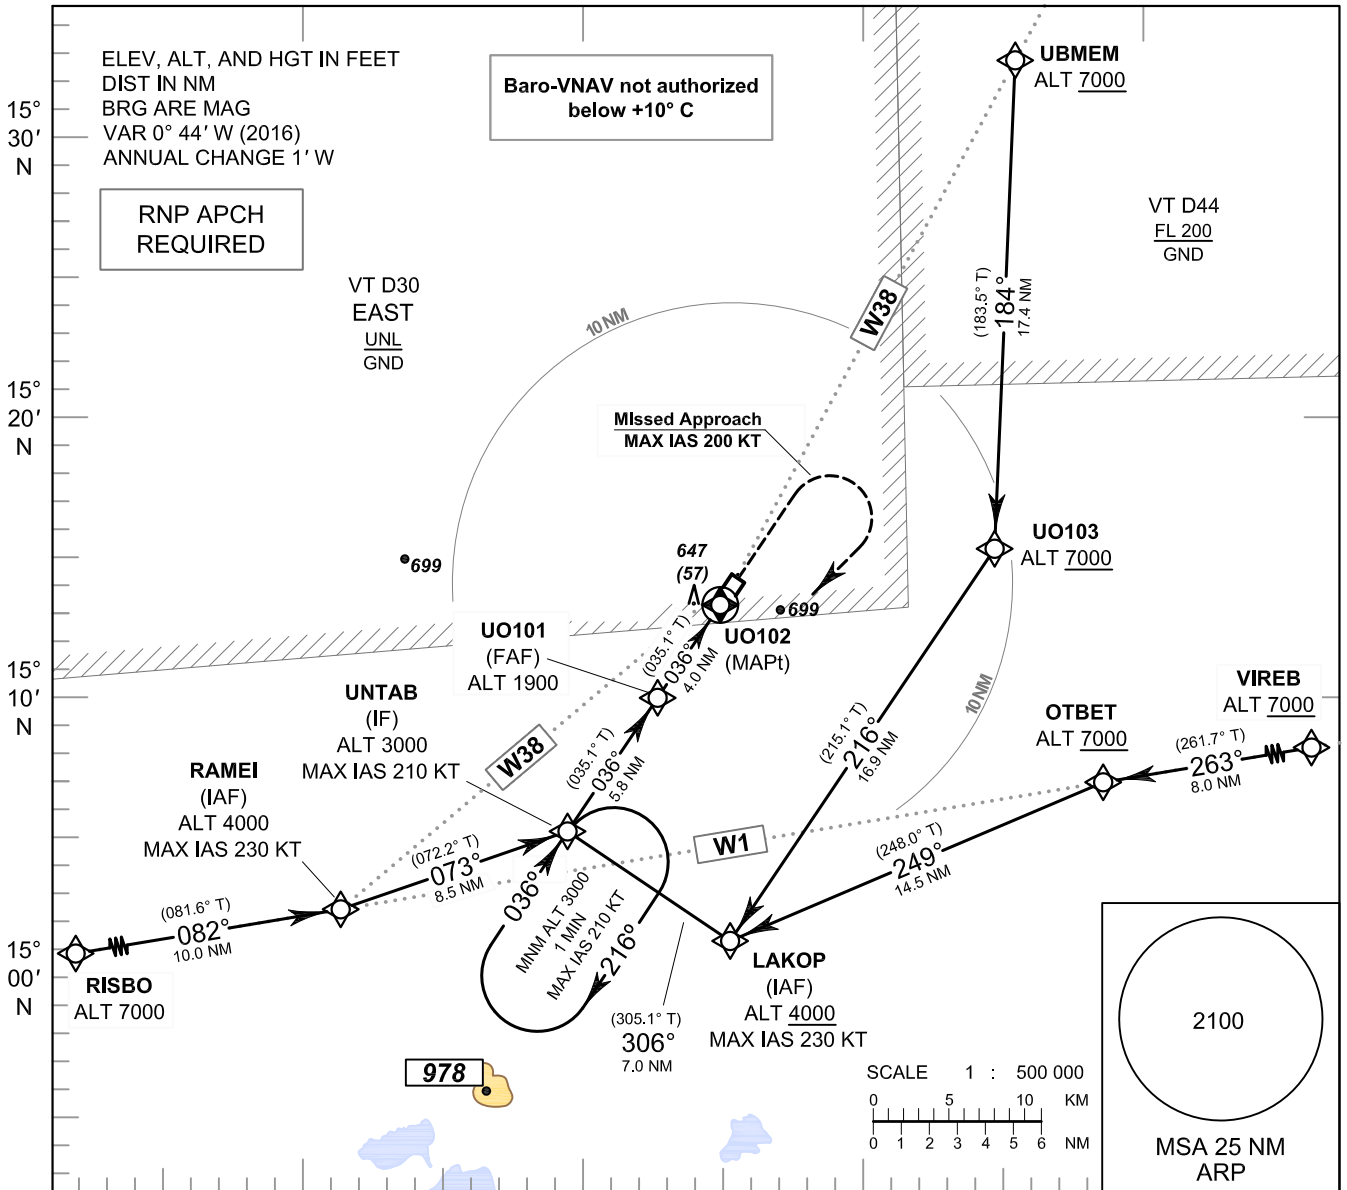 ELEV, ALT, AND HGT IN FEET
DIST IN NM
BRG ARE MAG
VAR 0° 44′ W (2016)
ANNUAL CHANGE 1′ W
RNP APCH
REQUIRED
Baro-VNAV not authorized
below +10° C
UBMEM
ALT 7000
15°
30′
N
VT D44
FL 200
GND
VT D30
EAST
UNL
GND
10 NM
W38
(183.5° T)
184°
17.4 NM
15°
20′
N
MIssed Approach
MAX IAS 200 KT
647
(57)
699
699
UO103
ALT 7000
UO101
(FAF)
ALT 1900
UO102
(MAPt)
(035.1° T)
036°
4.0 NM
15°
10′
N
UNTAB
(IF)
ALT 3000
MAX IAS 210 KT
W38
(035.1° T)
036°
5.8 NM
(215.1° T)
216°
16.9 NM
10 NM
OTBET
ALT 7000
VIREB
ALT 7000
(261.7° T)
263°
8.0 NM
RAMEI
(IAF)
ALT 4000
MAX IAS 230 KT
(072.2° T)
073°
8.5 NM
W1
(248.0° T)
249°
14.5 NM
(081.6° T)
082°
10.0 NM
036°
MNM ALT 3000
1 MIN
MAX IAS 210 KT
216°
15°
00′
N
RISBO
ALT 7000
LAKOP
(IAF)
ALT 4000
MAX IAS 230 KT
(305.1° T)
306°
7.0 NM
978
SCALE 1 : 500 000
0 5 10 KM
0 1 2 3 4 5 6 NM
2100
MSA 25 NM
ARP